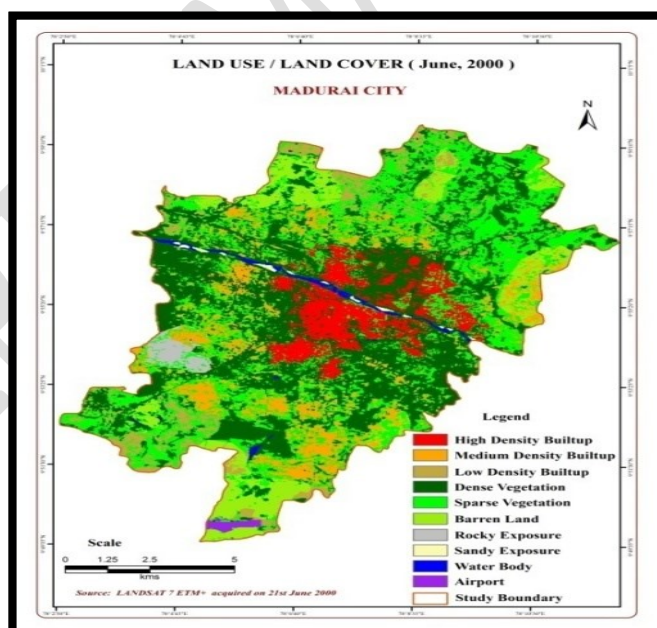 LAND USE / LAND COVER ( June, 2000 )
MADURAI CITY
N
Legend
High Density Builtup
Medium Density Builtup
Low Density Builtup
Dense Vegetation
Sparse Vegetation
Barren Land
Rocky Exposure
Sandy Exposure
Water Body
Airport
Study Boundary
Scale
0 1.25 2.5 5
kms
Source: LANDSAT 7 ETM+ acquired on 21st June 2000